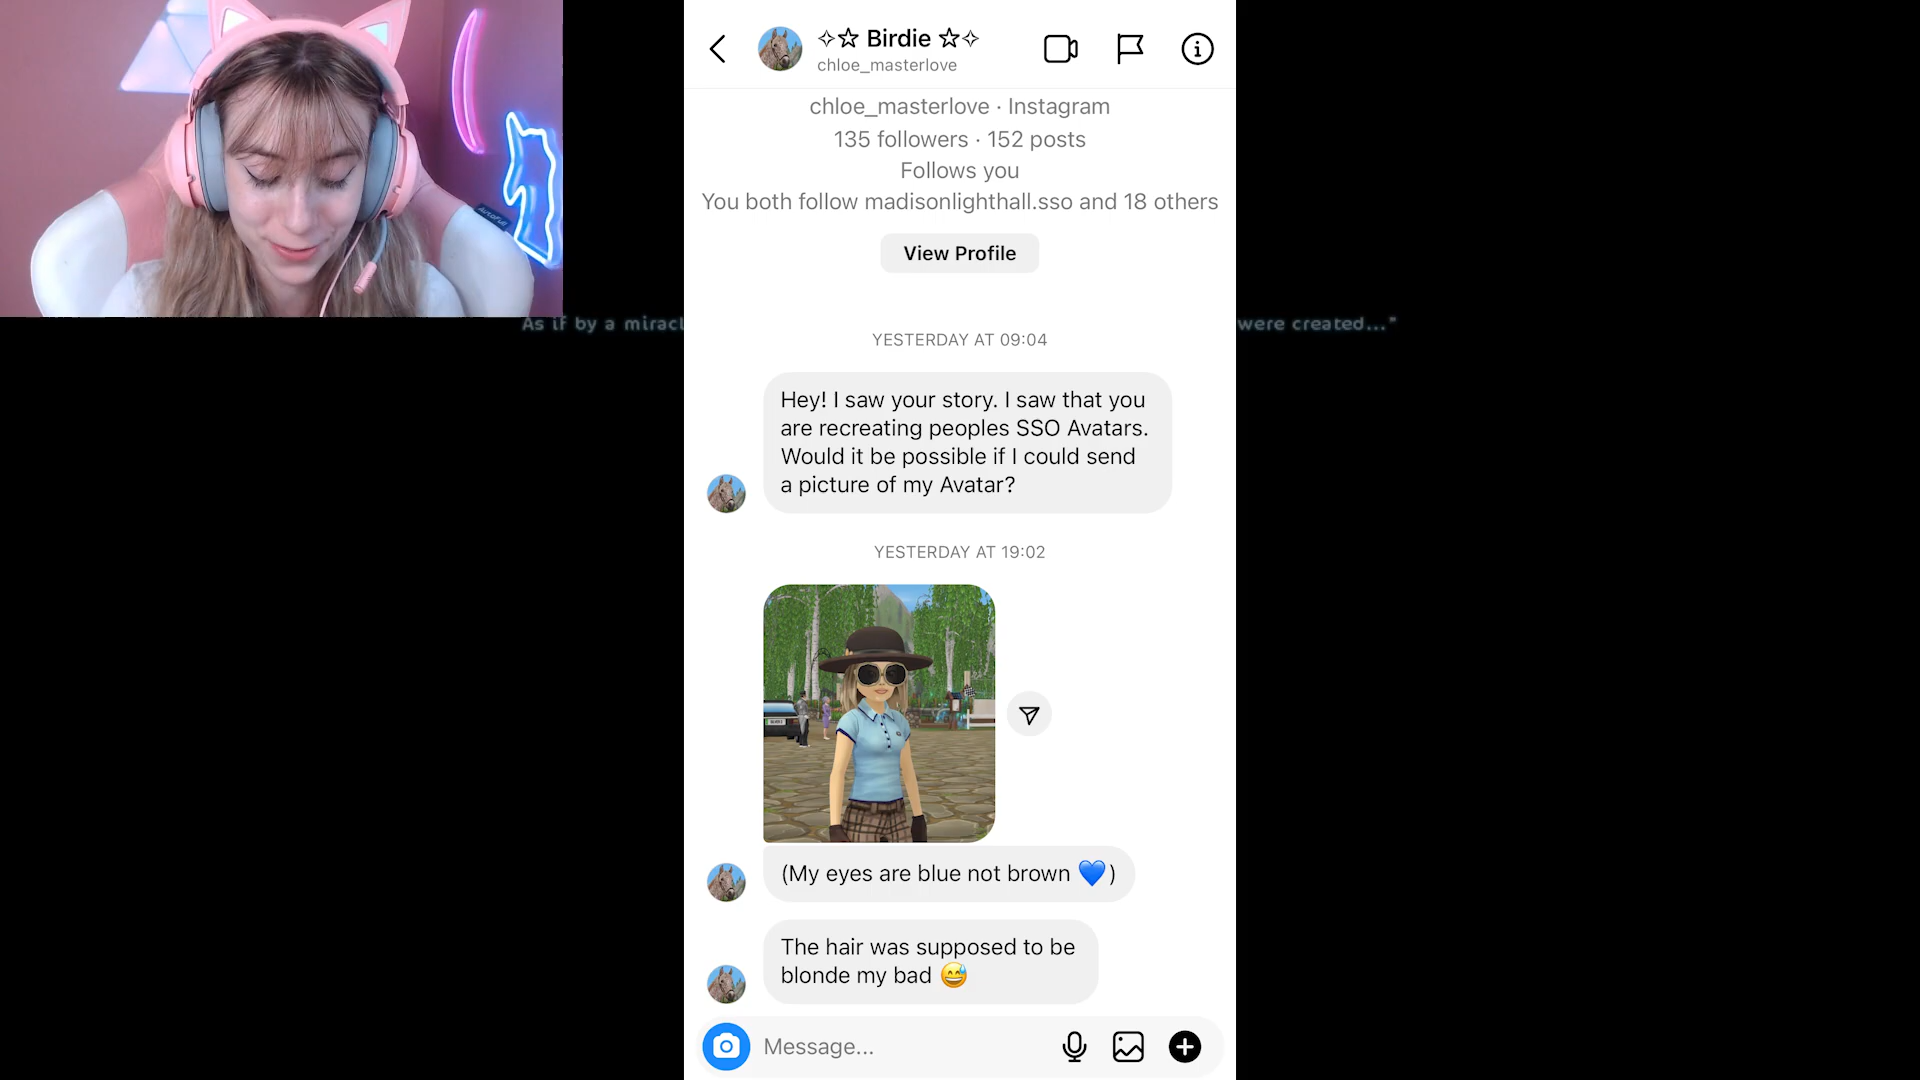 ✧☆ Birdie ☆✧
chloe_masterlove
chloe_masterlove · Instagram
135 followers · 152 posts
Follows you
You both follow madisonlighthall.sso and 18 others
View Profile
As if by a
were created..."
YESTERDAY AT 09:04
Hey! I saw your story. I saw that you
are recreating peoples SSO Avatars.
Would it be possible if I could send
a picture of my Avatar?
YESTERDAY AT 19:02
(My eyes are blue not brown 💙)
The hair was supposed to be
blonde my bad 😅
Message...